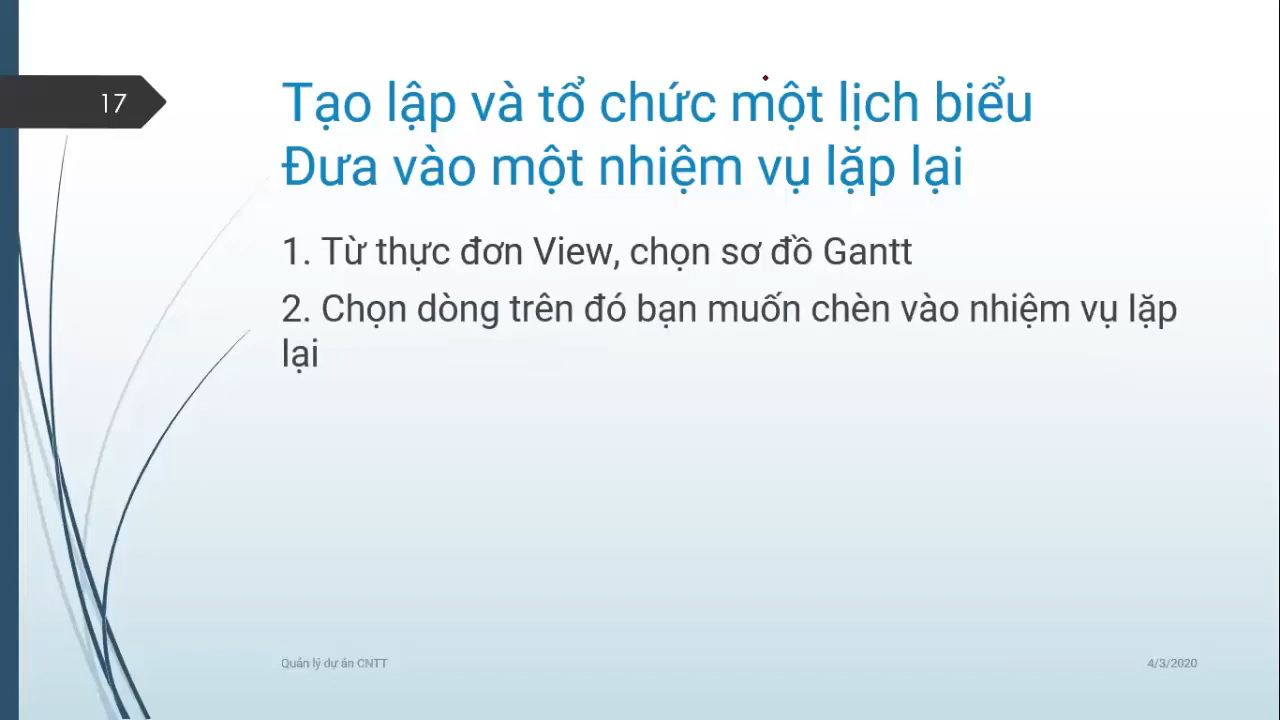 17
Tạo lập và tổ chức một lịch biểu
Đưa vào một nhiệm vụ lặp lại
1. Từ thực đơn View, chọn sơ đồ Gantt
2. Chọn dòng trên đó bạn muốn chèn vào nhiệm vụ lặp
lại
Quản lý dự án CNTT
4/3/2020